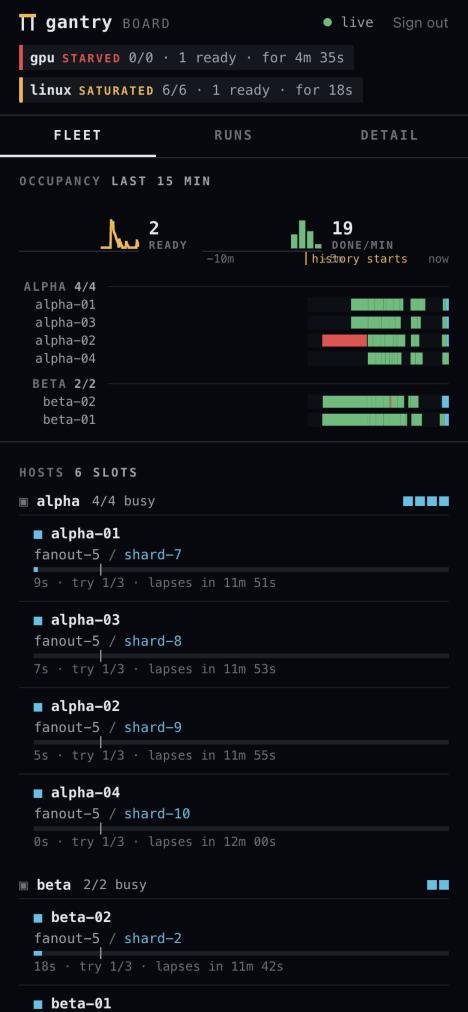 gantry BOARD live Sign out
gpu STARVED 0/0 · 1 ready · for 4m 35s
linux SATURATED 6/6 · 1 ready · for 18s
FLEET RUNS DETAIL
OCCUPANCY LAST 15 MIN
2 READY
19 DONE/MIN
−10m history starts now
ALPHA 4/4
alpha-01
alpha-03
alpha-02
alpha-04
BETA 2/2
beta-02
beta-01
HOSTS 6 SLOTS
alpha 4/4 busy
alpha-01
fanout-5 / shard-7
9s · try 1/3 · lapses in 11m 51s
alpha-03
fanout-5 / shard-8
7s · try 1/3 · lapses in 11m 53s
alpha-02
fanout-5 / shard-9
5s · try 1/3 · lapses in 11m 55s
alpha-04
fanout-5 / shard-10
0s · try 1/3 · lapses in 12m 00s
beta 2/2 busy
beta-02
fanout-5 / shard-2
18s · try 1/3 · lapses in 11m 42s
beta-01